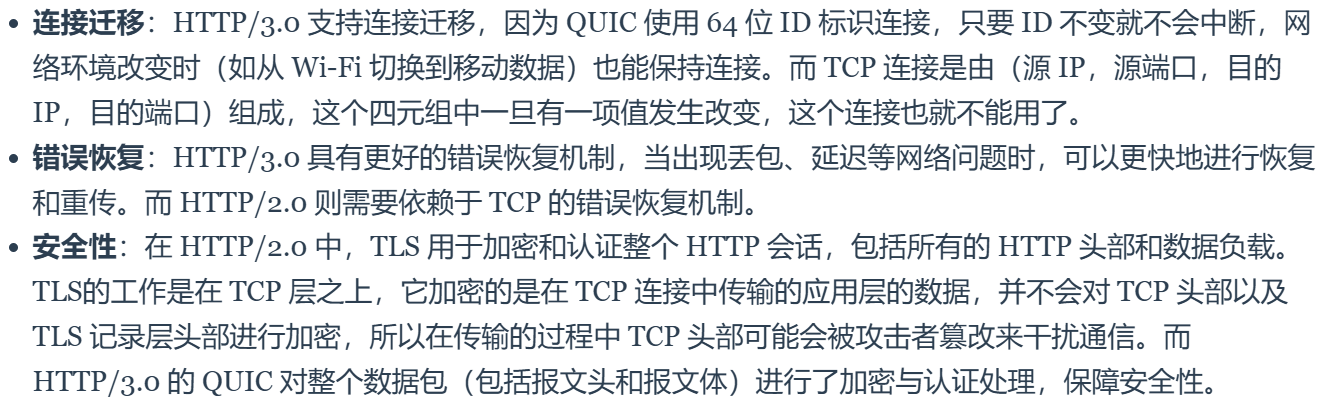 • 连接迁移：HTTP/3.0 支持连接迁移，因为 QUIC 使用 64 位 ID 标识连接，只要 ID 不变就不会中断，网
络环境改变时（如从 Wi-Fi 切换到移动数据）也能保持连接。而 TCP 连接是由（源 IP，源端口，目的
IP，目的端口）组成，这个四元组中一旦有一项值发生改变，这个连接也就不能用了。
• 错误恢复：HTTP/3.0 具有更好的错误恢复机制，当出现丢包、延迟等网络问题时，可以更快地进行恢复
和重传。而 HTTP/2.0 则需要依赖于 TCP 的错误恢复机制。
• 安全性：在 HTTP/2.0 中，TLS 用于加密和认证整个 HTTP 会话，包括所有的 HTTP 头部和数据负载。
TLS的工作是在 TCP 层之上，它加密的是在 TCP 连接中传输的应用层的数据，并不会对 TCP 头部以及
TLS 记录层头部进行加密，所以在传输的过程中 TCP 头部可能会被攻击者篡改来干扰通信。而
HTTP/3.0 的 QUIC 对整个数据包（包括报文头和报文体）进行了加密与认证处理，保障安全性。